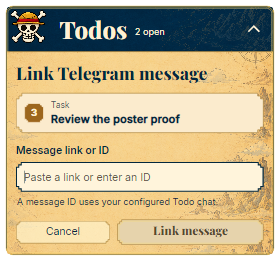 Todos 2 open
Link Telegram message
3
Task
Review the poster proof
Message link or ID
Paste a link or enter an ID
A message ID uses your configured Todo chat.
Cancel Link message